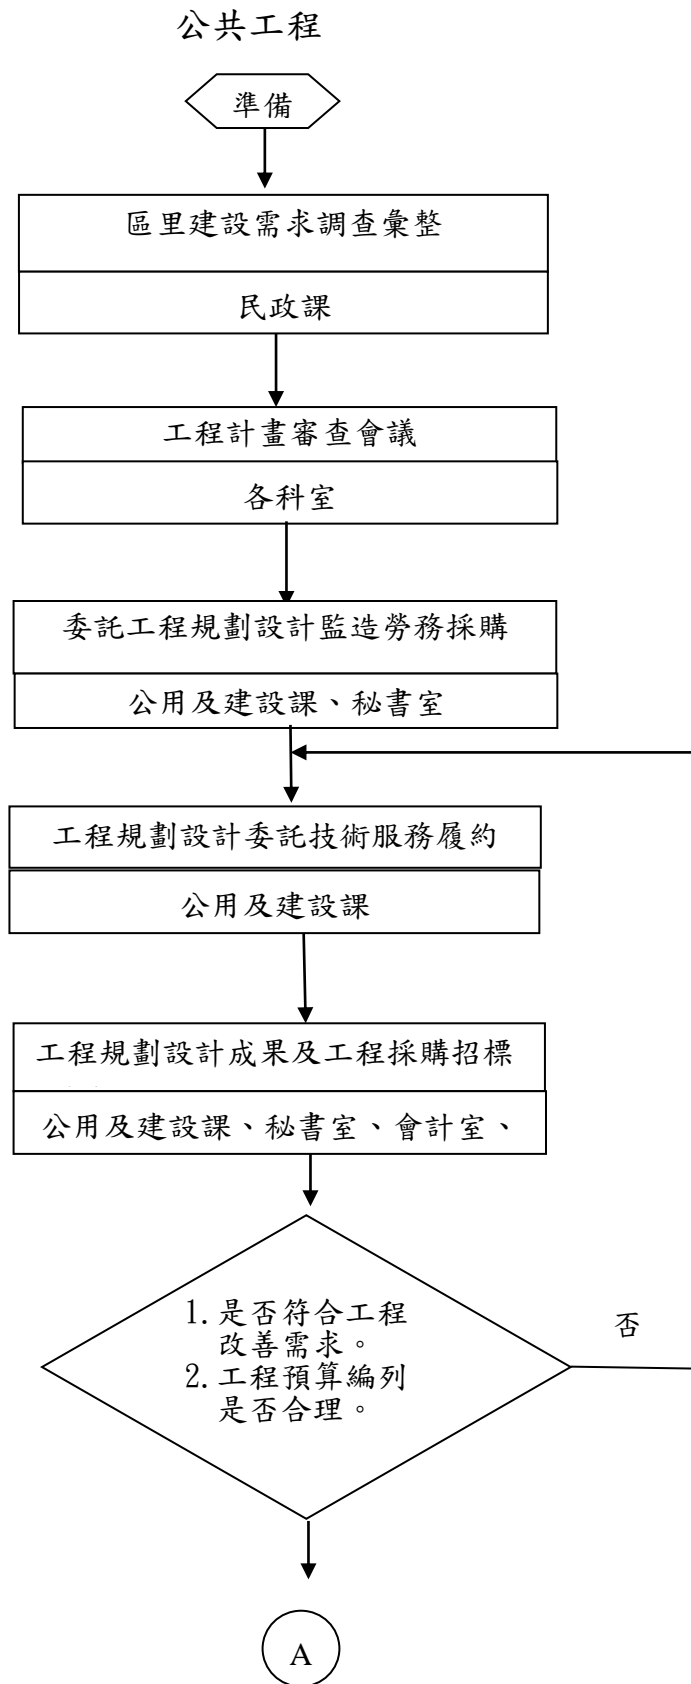 公共工程
準備
區里建設需求調查彙整
民政課
工程計畫審查會議
各科室
委託工程規劃設計監造勞務採購
公用及建設課、秘書室
工程規劃設計委託技術服務履約
公用及建設課
工程規劃設計成果及工程採購招標
公用及建設課、秘書室、會計室、
1.是否符合工程
改善需求。
2.工程預算編列
是否合理。
否
A